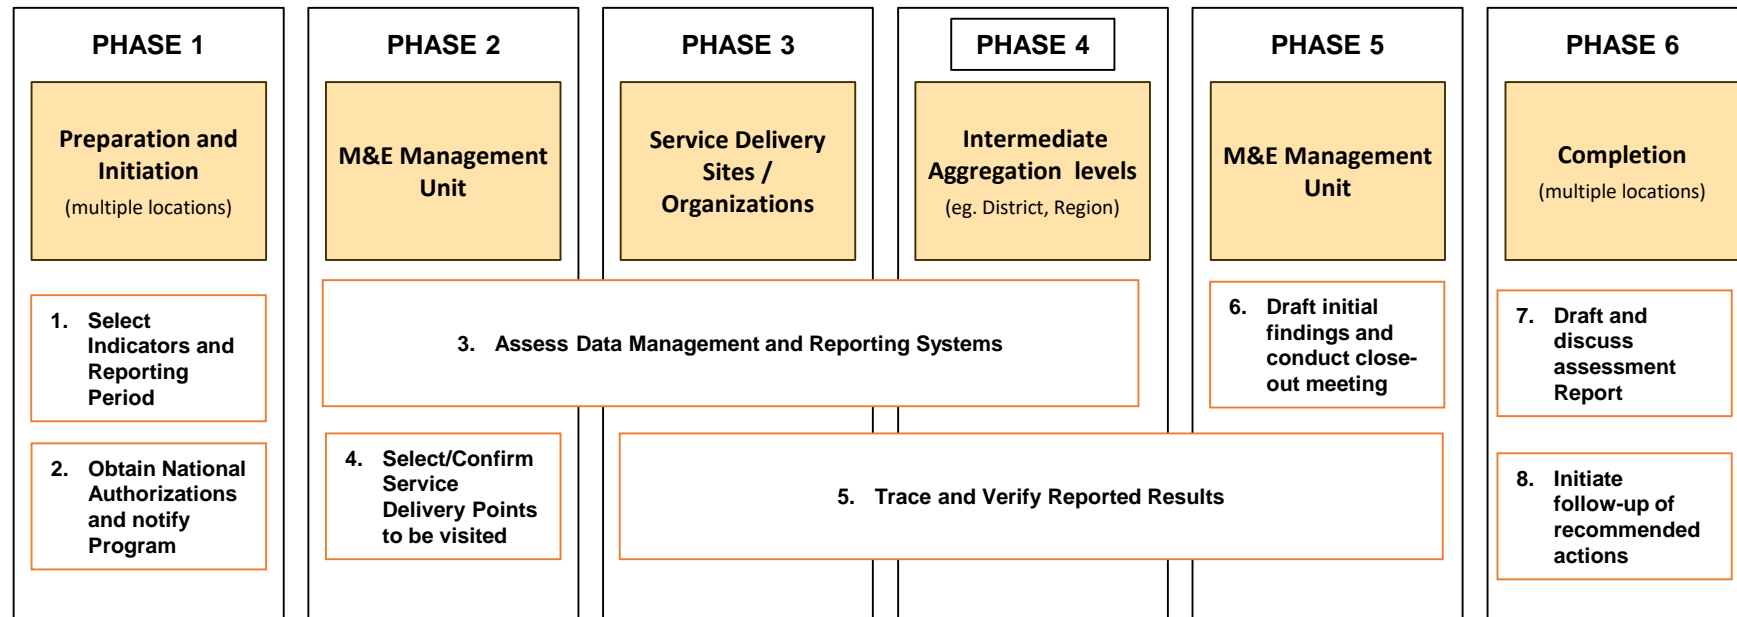 PHASE 1
Preparation and
Initiation
(multiple locations)
1. Select
Indicators and
Reporting
Period
2. Obtain National
Authorizations
and notify
Program
PHASE 2
M&E Management
Unit
3. Assess Data Management and Reporting Systems
4. Select/Confirm
Service
Delivery Points
to be visited
PHASE 3
Service Delivery
Sites /
Organizations
5. Trace and Verify Reported Results
PHASE 4
Intermediate
Aggregation levels
(eg. District, Region)
PHASE 5
M&E Management
Unit
6. Draft initial
findings and
conduct close-
out meeting
PHASE 6
Completion
(multiple locations)
7. Draft and
discuss
assessment
Report
8. Initiate
follow-up of
recommended
actions